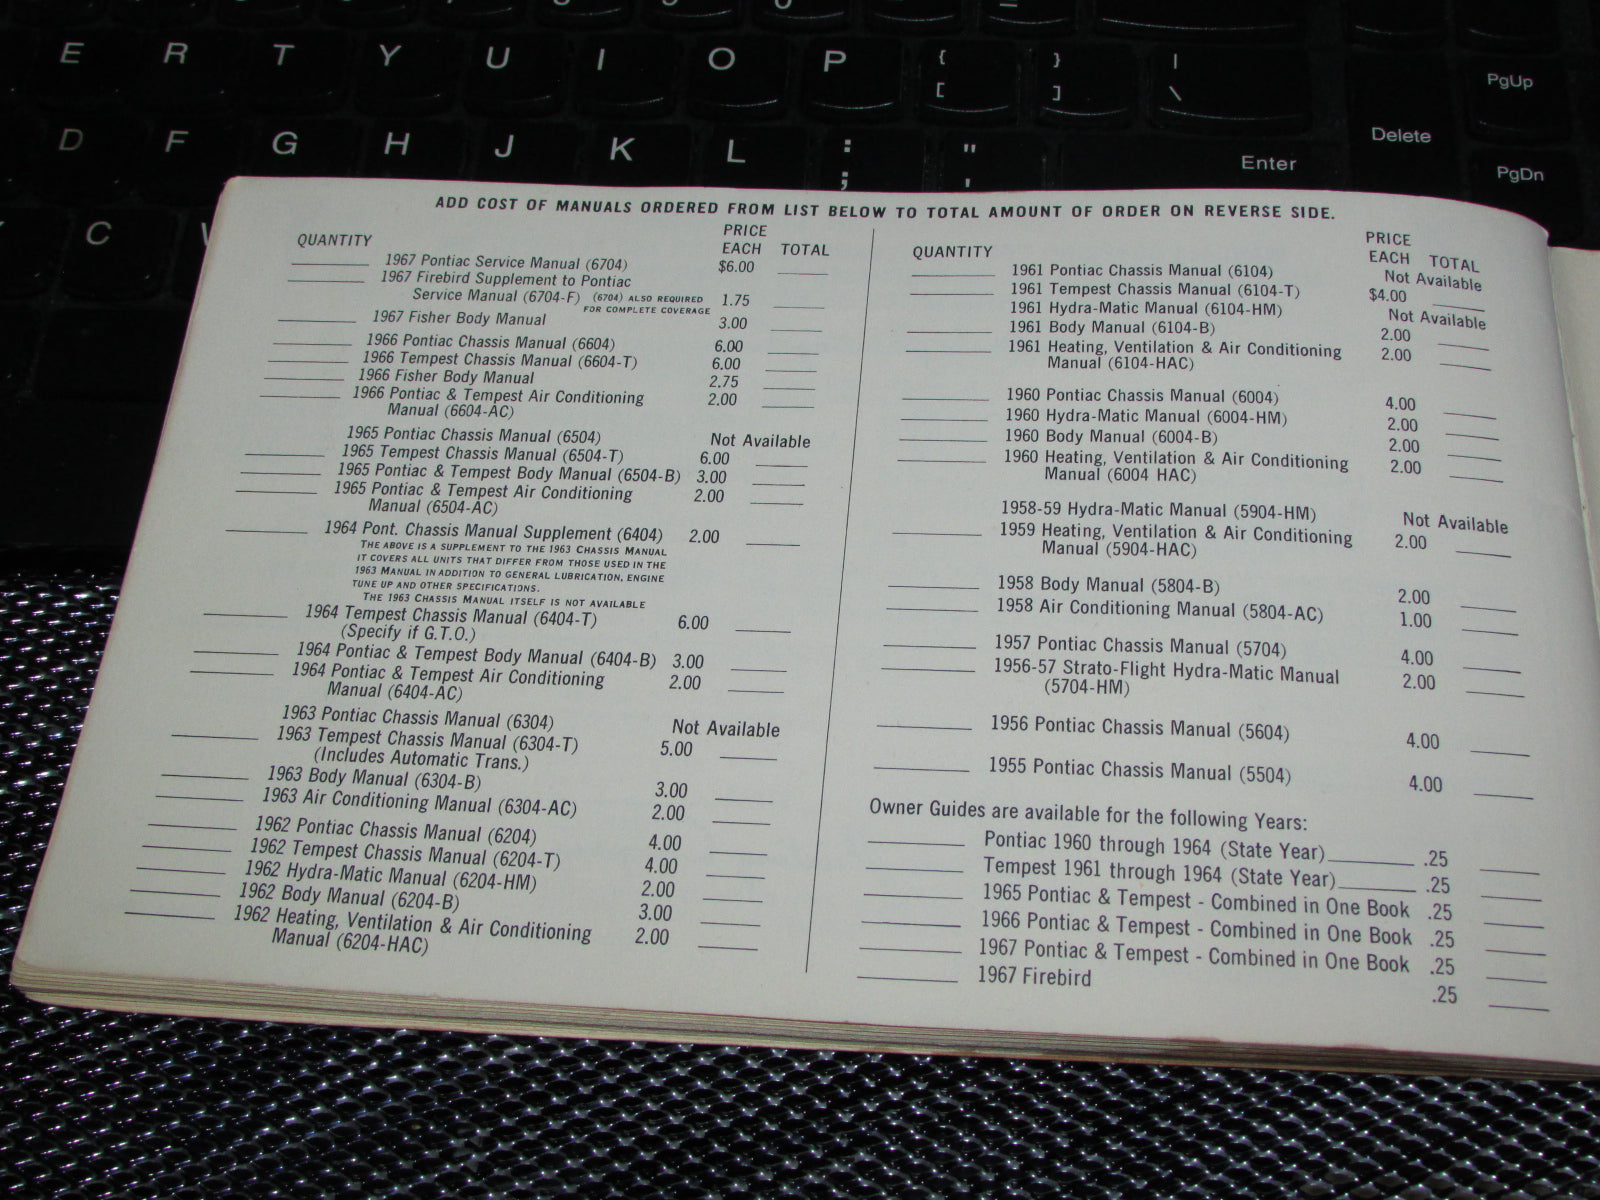 E R T Y U I O P { [ } ] | \ PgUp
D F G H J K L : ; " ' Enter Delete PgDn
C
ADD COST OF MANUALS ORDERED FROM LIST BELOW TO TOTAL AMOUNT OF ORDER ON REVERSE SIDE.
QUANTITY PRICE EACH TOTAL
1967 Pontiac Service Manual (6704) $6.00
1967 Firebird Supplement to Pontiac
Service Manual (6704-F) (6704) ALSO REQUIRED FOR COMPLETE COVERAGE 1.75
1967 Fisher Body Manual 3.00
1966 Pontiac Chassis Manual (6604) 6.00
1966 Tempest Chassis Manual (6604-T) 6.00
1966 Fisher Body Manual 2.75
1966 Pontiac & Tempest Air Conditioning 2.00
Manual (6604-AC)
1965 Pontiac Chassis Manual (6504) Not Available
1965 Tempest Chassis Manual (6504-T) 6.00
1965 Pontiac & Tempest Body Manual (6504-B) 3.00
1965 Pontiac & Tempest Air Conditioning 2.00
Manual (6504-AC)
1964 Pont. Chassis Manual Supplement (6404) 2.00
THE ABOVE IS A SUPPLEMENT TO THE 1963 CHASSIS MANUAL
IT COVERS ALL UNITS THAT DIFFER FROM THOSE USED IN THE
1963 MANUAL IN ADDITION TO GENERAL LUBRICATION, ENGINE
TUNE UP AND OTHER SPECIFICATIONS.
THE 1963 CHASSIS MANUAL ITSELF IS NOT AVAILABLE
1964 Tempest Chassis Manual (6404-T) 6.00
(Specify if G.T.O.)
1964 Pontiac & Tempest Body Manual (6404-B) 3.00
1964 Pontiac & Tempest Air Conditioning 2.00
Manual (6404-AC)
1963 Pontiac Chassis Manual (6304) Not Available
1963 Tempest Chassis Manual (6304-T) 5.00
(Includes Automatic Trans.)
1963 Body Manual (6304-B) 3.00
1963 Air Conditioning Manual (6304-AC) 2.00
1962 Pontiac Chassis Manual (6204) 4.00
1962 Tempest Chassis Manual (6204-T) 4.00
1962 Hydra-Matic Manual (6204-HM) 2.00
1962 Body Manual (6204-B) 3.00
1962 Heating, Ventilation & Air Conditioning 2.00
Manual (6204-HAC)
QUANTITY PRICE EACH TOTAL
1961 Pontiac Chassis Manual (6104) Not Available
1961 Tempest Chassis Manual (6104-T) $4.00
1961 Hydra-Matic Manual (6104-HM) Not Available
1961 Body Manual (6104-B) 2.00
1961 Heating, Ventilation & Air Conditioning 2.00
Manual (6104-HAC)
1960 Pontiac Chassis Manual (6004) 4.00
1960 Hydra-Matic Manual (6004-HM) 2.00
1960 Body Manual (6004-B) 2.00
1960 Heating, Ventilation & Air Conditioning 2.00
Manual (6004 HAC)
1958-59 Hydra-Matic Manual (5904-HM) Not Available
1959 Heating, Ventilation & Air Conditioning 2.00
Manual (5904-HAC)
1958 Body Manual (5804-B) 2.00
1958 Air Conditioning Manual (5804-AC) 1.00
1957 Pontiac Chassis Manual (5704) 4.00
1956-57 Strato-Flight Hydra-Matic Manual 2.00
(5704-HM)
1956 Pontiac Chassis Manual (5604) 4.00
1955 Pontiac Chassis Manual (5504) 4.00
Owner Guides are available for the following Years:
Pontiac 1960 through 1964 (State Year) .25
Tempest 1961 through 1964 (State Year) .25
1965 Pontiac & Tempest - Combined in One Book .25
1966 Pontiac & Tempest - Combined in One Book .25
1967 Pontiac & Tempest - Combined in One Book .25
1967 Firebird .25